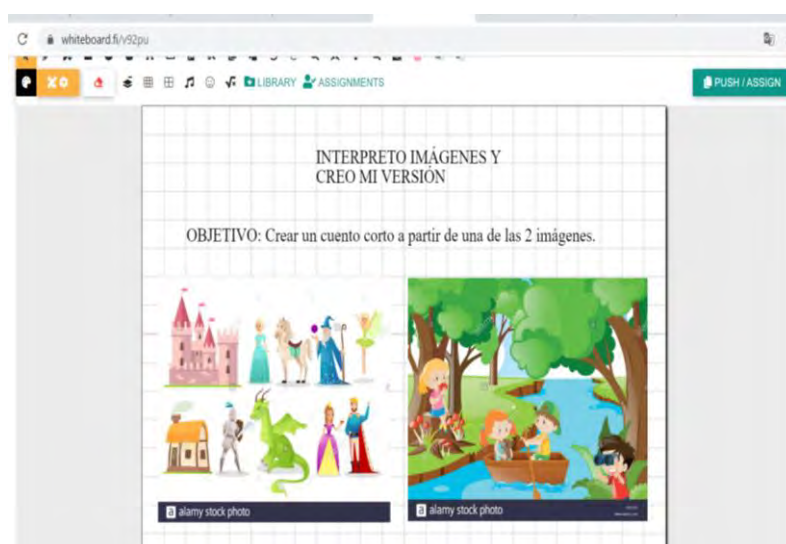 whiteboard.fi/v92pu
LIBRARY ASSIGNMENTS
PUSH / ASSIGN
INTERPRETO IMÁGENES Y
CREO MI VERSIÓN
OBJETIVO: Crear un cuento corto a partir de una de las 2 imágenes.
a alamy stock photo
a alamy stock photo